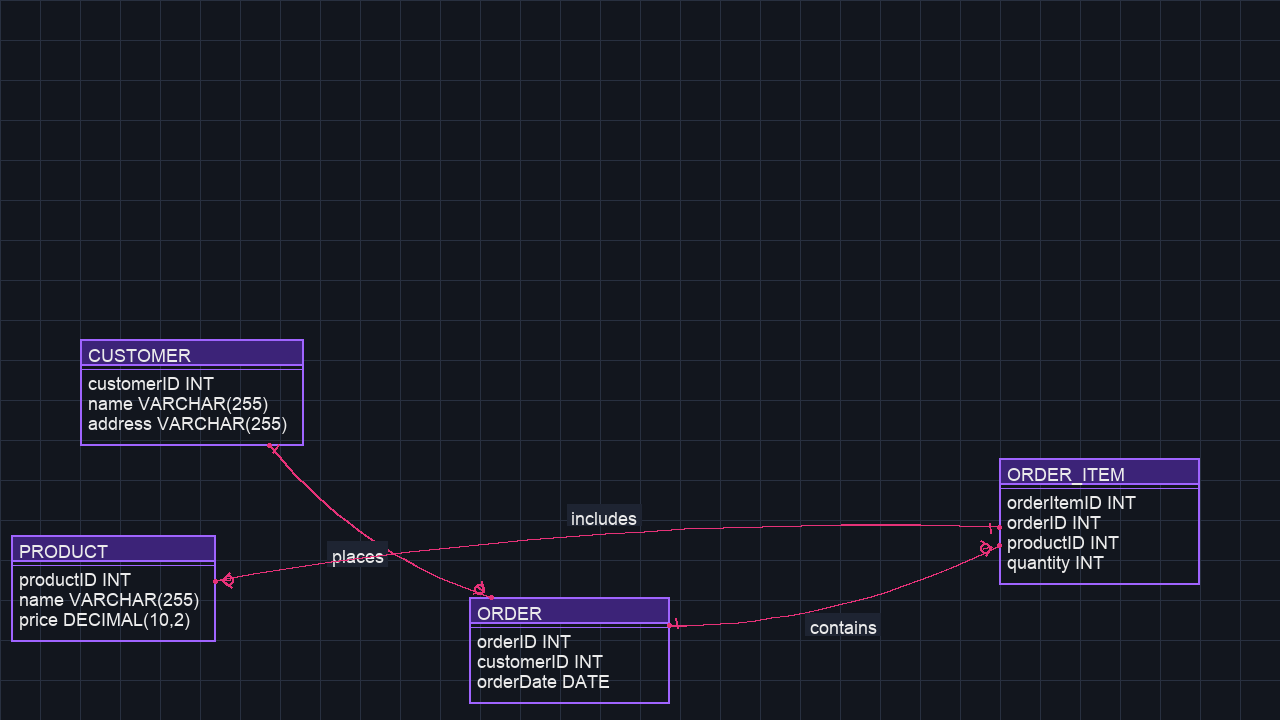 CUSTOMER
customerID INT
name VARCHAR(255)
address VARCHAR(255)
ORDER_ITEM
orderItemID INT
orderID INT
productID INT
quantity INT
includes
places
PRODUCT
productID INT
name VARCHAR(255)
price DECIMAL(10,2)
ORDER
orderID INT
customerID INT
orderDate DATE
contains